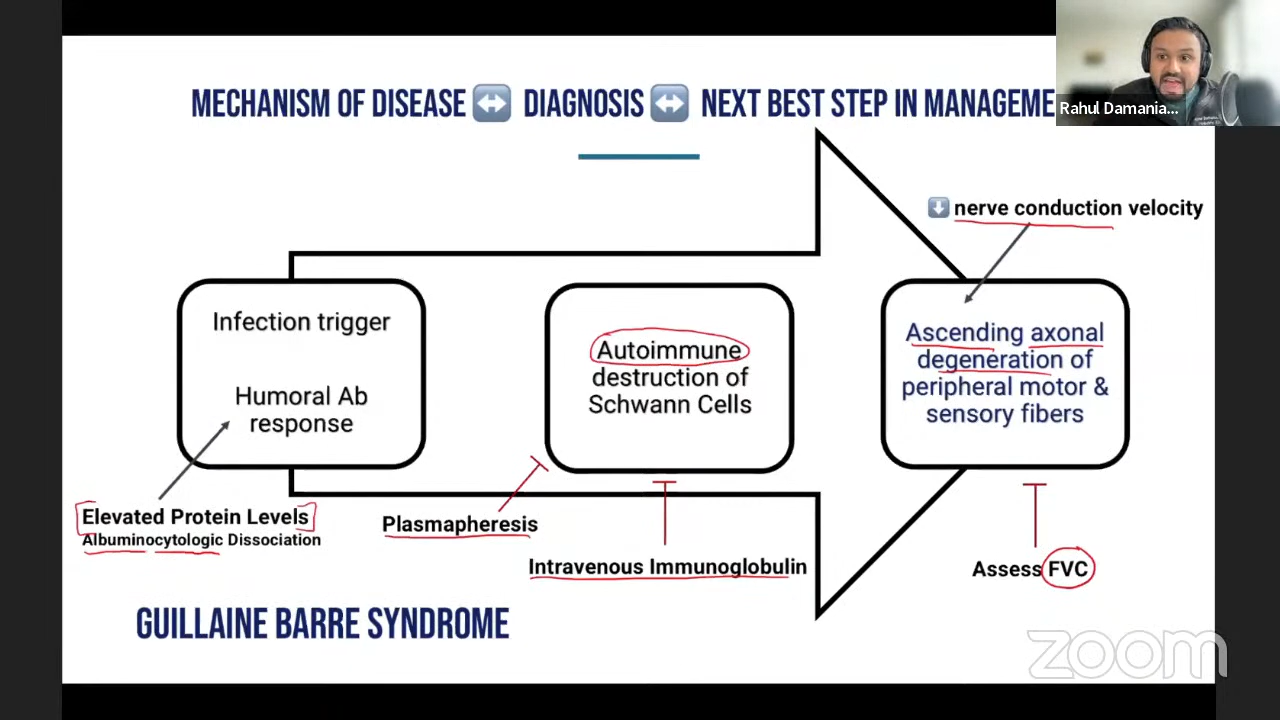 MECHANISM OF DISEASE ↔ DIAGNOSIS ↔ NEXT BEST STEP IN MANAGEME
Rahul Damania...
⬇ nerve conduction velocity
Infection trigger
Humoral Ab
response
Autoimmune
destruction of
Schwann Cells
Ascending axonal
degeneration of
peripheral motor &
sensory fibers
Elevated Protein Levels
Albuminocytologic Dissociation
Plasmapheresis
Intravenous Immunoglobulin
Assess FVC
GUILLAINE BARRE SYNDROME
zoom